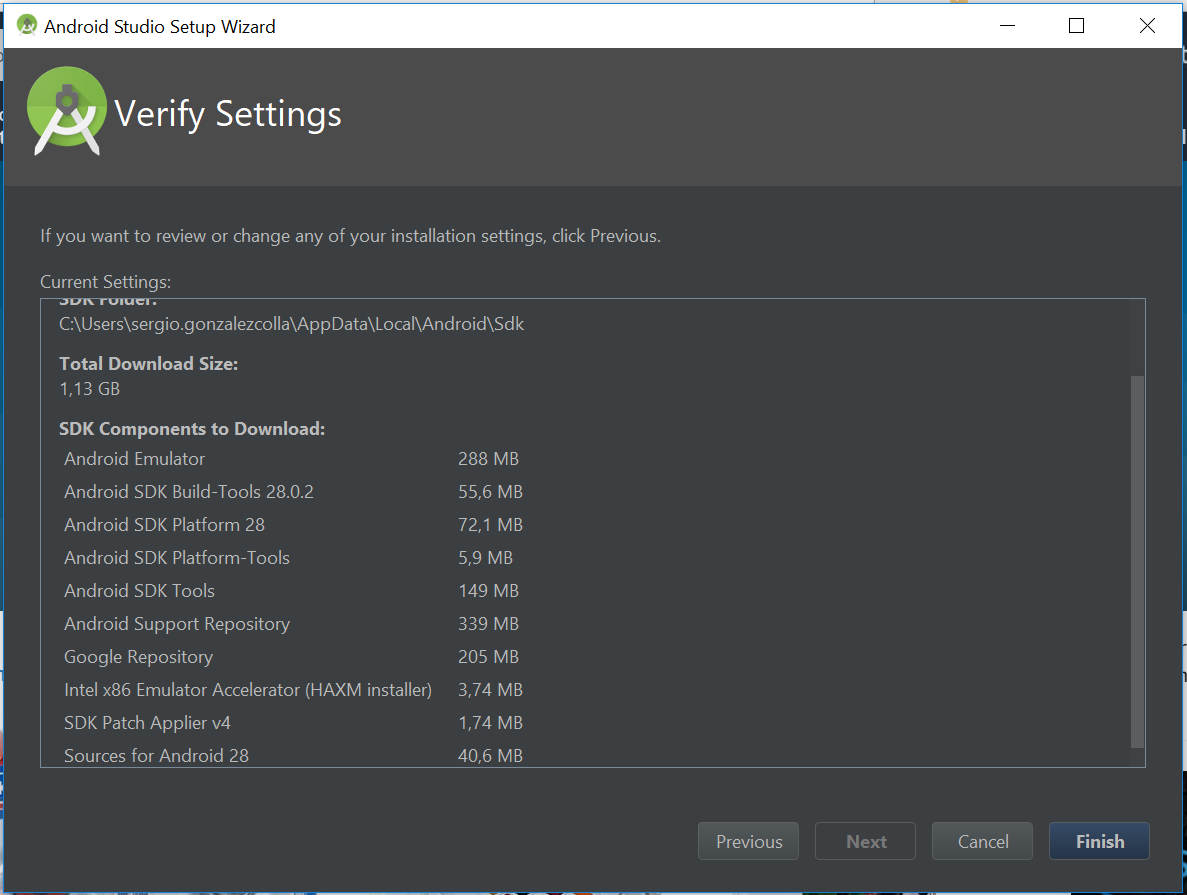 Android Studio Setup Wizard
Verify Settings
If you want to review or change any of your installation settings, click Previous.
Current Settings:
SDK Folder:
C:\Users\sergio.gonzalezcolla\AppData\Local\Android\Sdk
Total Download Size:
1,13 GB
SDK Components to Download:
Android Emulator 288 MB
Android SDK Build-Tools 28.0.2 55,6 MB
Android SDK Platform 28 72,1 MB
Android SDK Platform-Tools 5,9 MB
Android SDK Tools 149 MB
Android Support Repository 339 MB
Google Repository 205 MB
Intel x86 Emulator Accelerator (HAXM installer) 3,74 MB
SDK Patch Applier v4 1,74 MB
Sources for Android 28 40,6 MB
Previous Next Cancel Finish